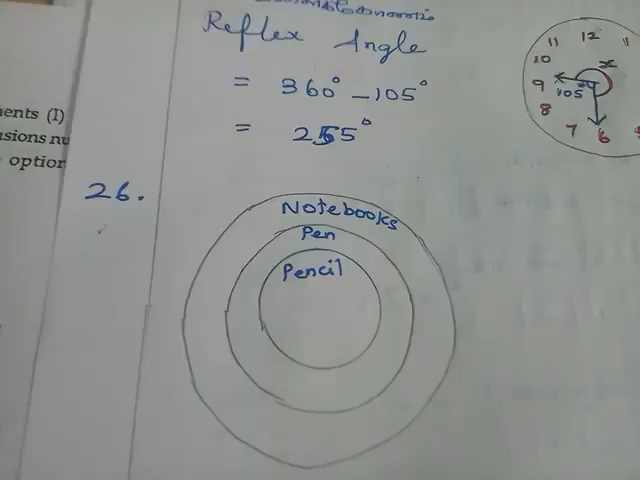 Reflex Angle
= 360° - 105°
= 255°
11 12
10 x
9 105°
8
7 6
ents (I)
usions nu
option
26.
Notebooks
Pen
Pencil